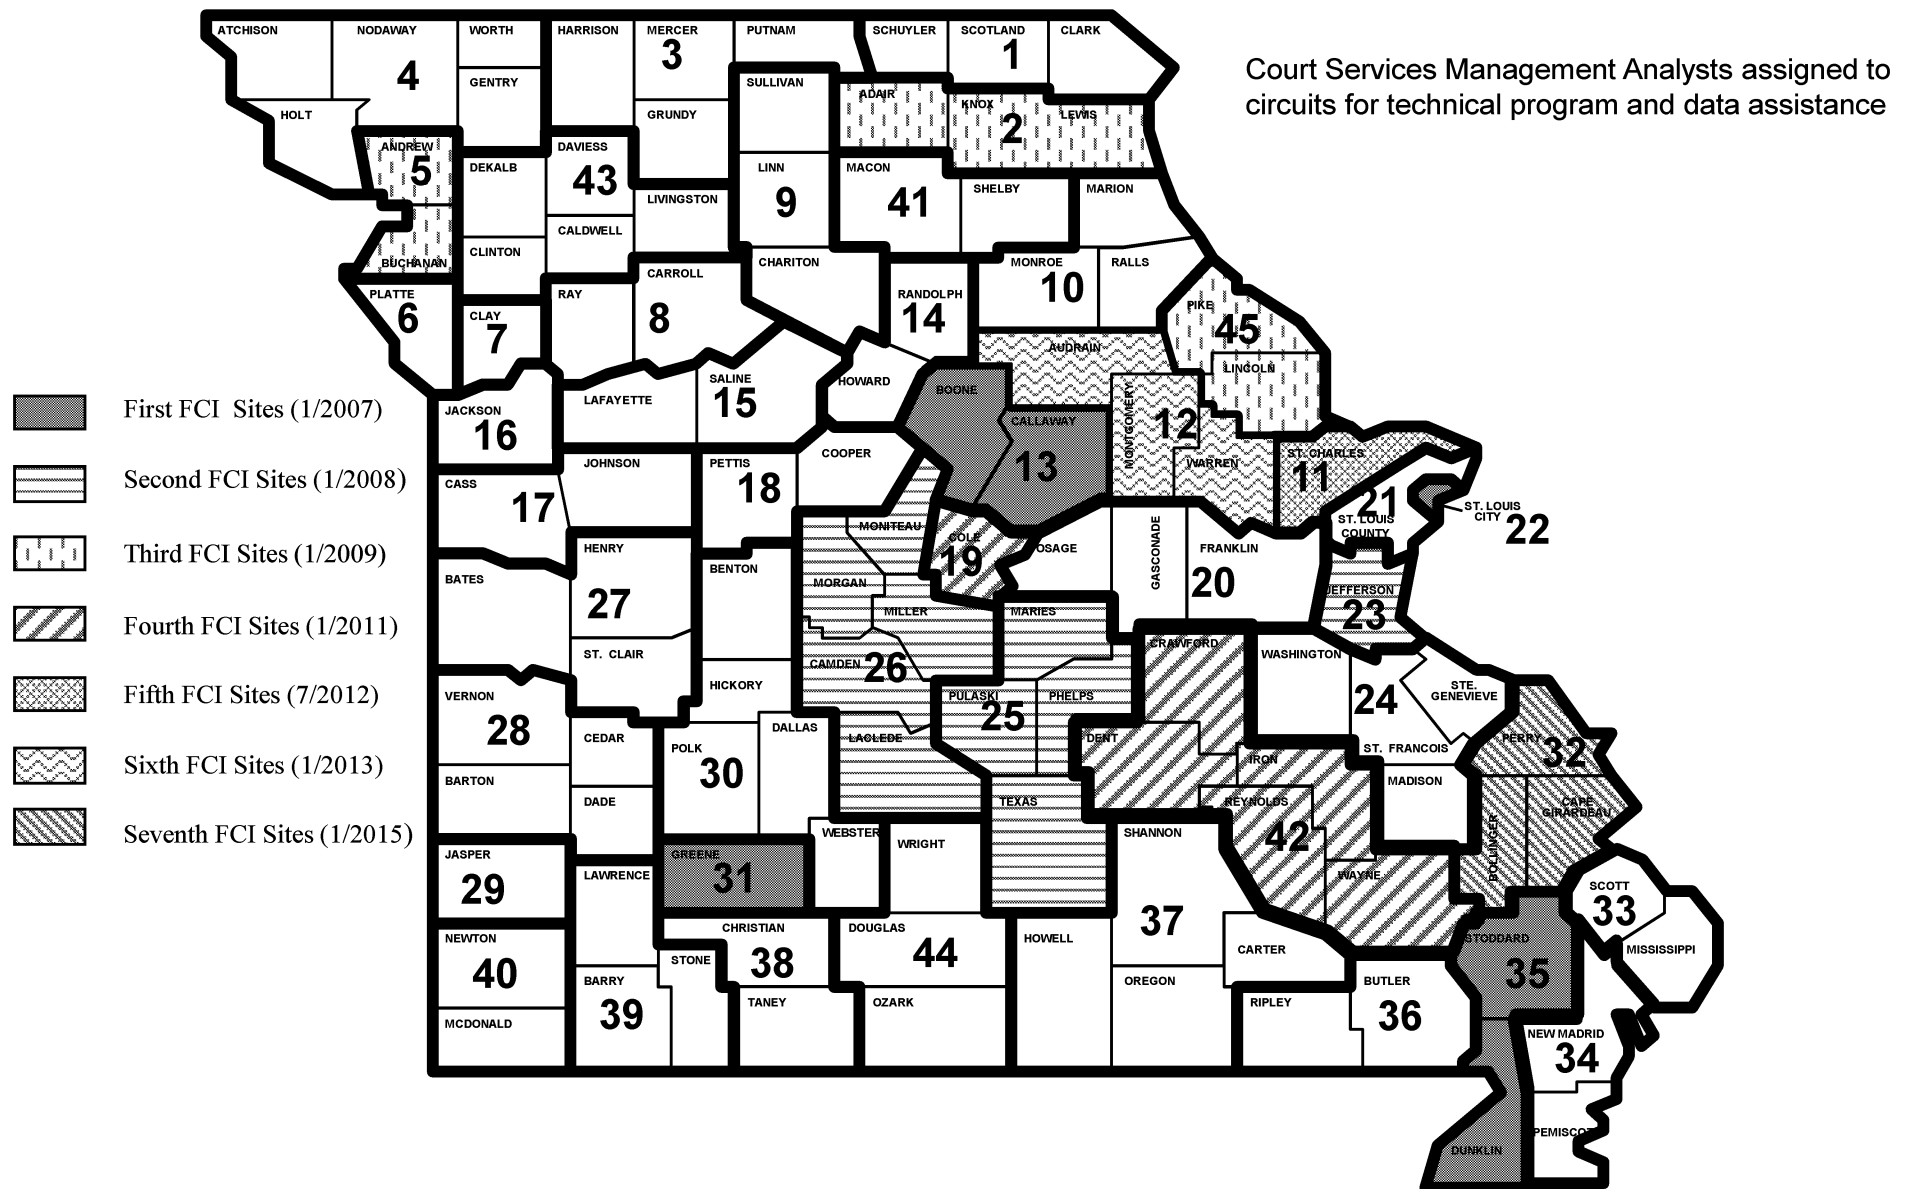 ATCHISON
NODAWAY
WORTH
HARRISON
MERCER
PUTNAM
SCHUYLER
SCOTLAND
CLARK
3
1
4
Court Services Management Analysts assigned to
circuits for technical program and data assistance
GENTRY
SULLIVAN
ADAIR
KNOX
LEWIS
HOLT
GRUNDY
2
ANDREW
5
DEKALB
DAVIESS
43
LINN
9
MACON
41
SHELBY
MARION
LIVINGSTON
CALDWELL
CLINTON
BUCHANAN
CARROLL
8
CHARITON
MONROE
10
RALLS
PLATTE
6
CLAY
7
RAY
RANDOLPH
14
PIKE
45
AUDRAIN
LINCOLN
SALINE
15
HOWARD
BOONE
LAFAYETTE
JACKSON
16
CALLAWAY
13
MONTGOMERY
12
WARREN
ST. CHARLES
11
First FCI  Sites (1/2007)
COOPER
JOHNSON
PETTIS
18
CASS
17
Second FCI Sites (1/2008)
21
ST. LOUIS
COUNTY
ST. LOUIS
CITY
22
MONITEAU
COLE
19
OSAGE
GASCONADE
FRANKLIN
20
Third FCI Sites (1/2009)
HENRY
27
BENTON
BATES
MORGAN
MILLER
MARIES
JEFFERSON
23
Fourth FCI Sites (1/2011)
ST. CLAIR
CAMDEN
26
CRAWFORD
WASHINGTON
24
STE.
GENEVIEVE
Fifth FCI Sites (7/2012)
VERNON
28
HICKORY
PULASKI
25
PHELPS
CEDAR
POLK
30
DALLAS
LACLEDE
DENT
IRON
ST. FRANCOIS
PERRY
32
Sixth FCI Sites (1/2013)
BARTON
DADE
TEXAS
REYNOLDS
42
MADISON
CAPE
GIRARDEAU
BOLLINGER
Seventh FCI Sites (1/2015)
WEBSTER
WRIGHT
SHANNON
JASPER
29
GREENE
31
LAWRENCE
WAYNE
SCOTT
33
NEWTON
40
CHRISTIAN
38
DOUGLAS
44
HOWELL
37
CARTER
STODDARD
35
MISSISSIPPI
STONE
BARRY
39
OREGON
BUTLER
36
TANEY
OZARK
RIPLEY
MCDONALD
NEW MADRID
34
PEMISCOT
DUNKLIN